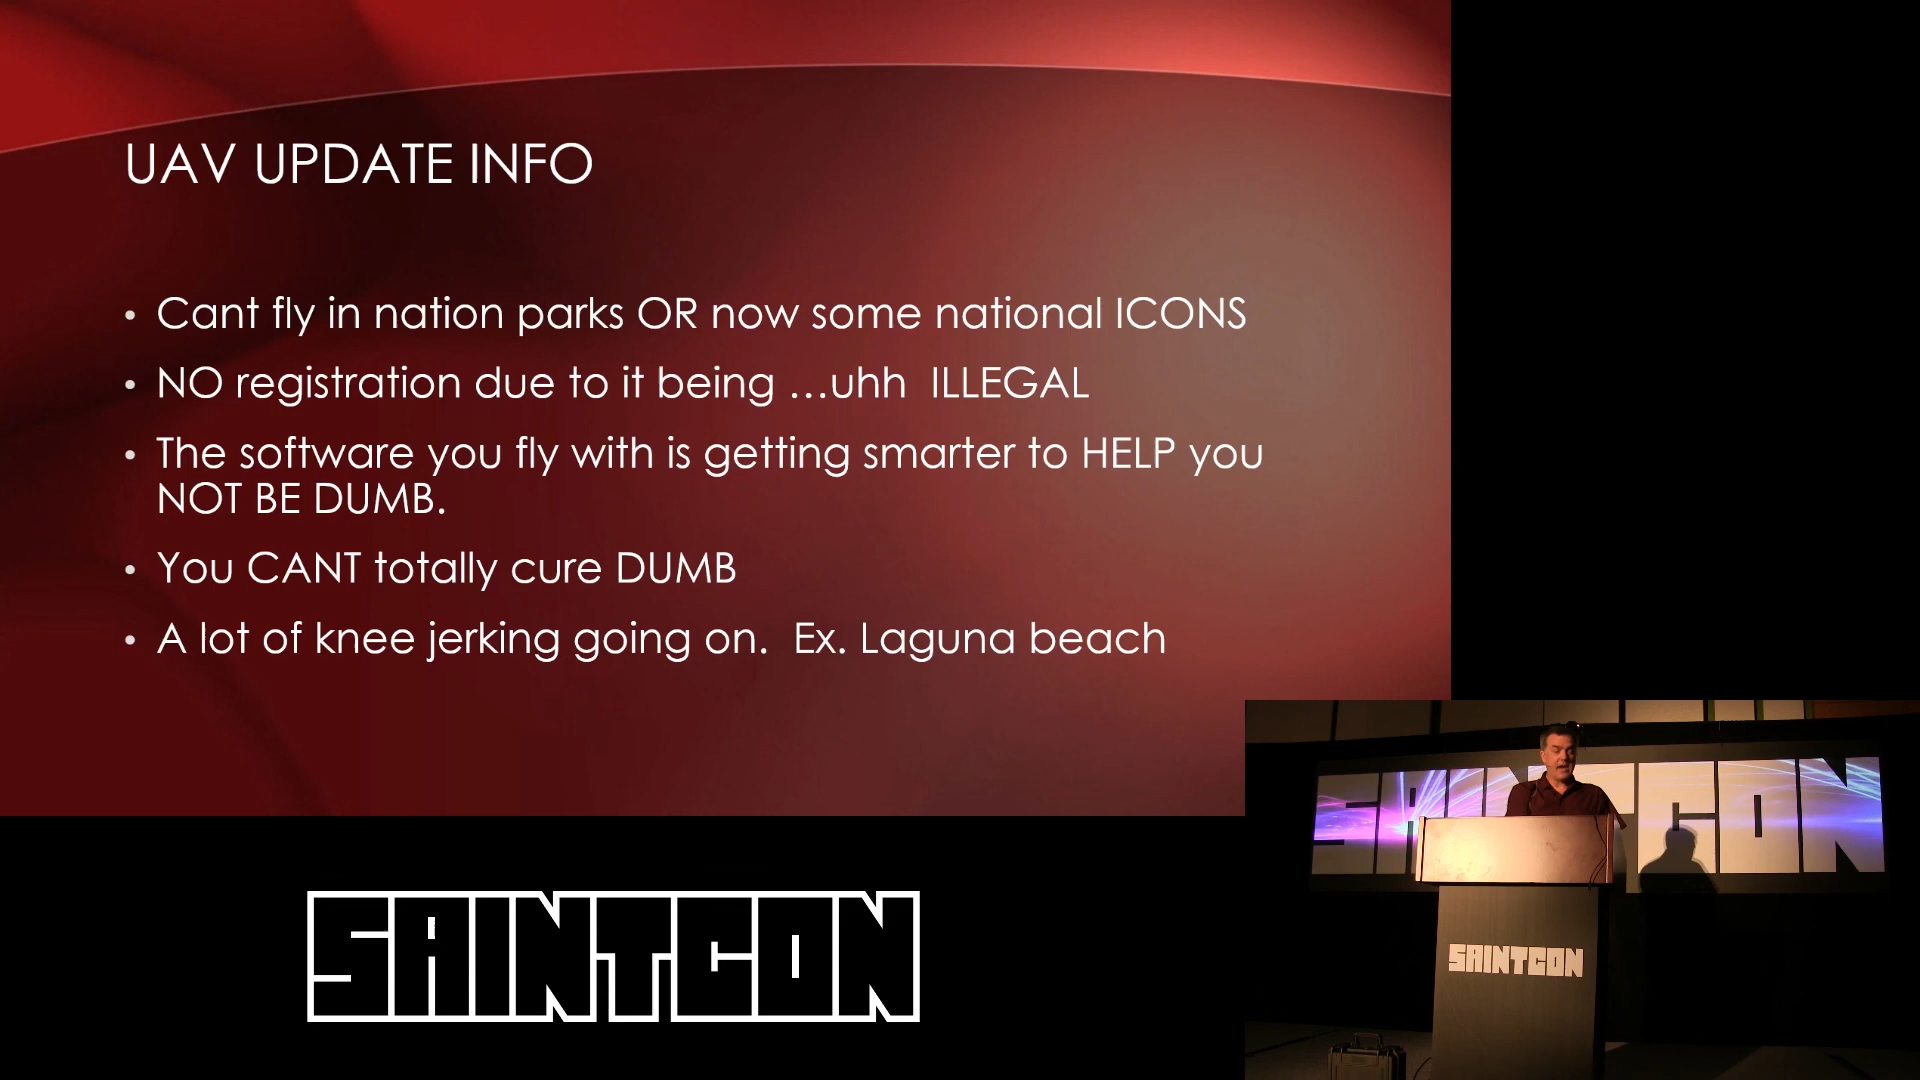 UAV UPDATE INFO
• Cant fly in nation parks OR now some national ICONS
• NO registration due to it being ...uhh  ILLEGAL
• The software you fly with is getting smarter to HELP you
NOT BE DUMB.
• You CANT totally cure DUMB
• A lot of knee jerking going on.  Ex. Laguna beach
SAINTCON
SAINTCON
SAINTCON